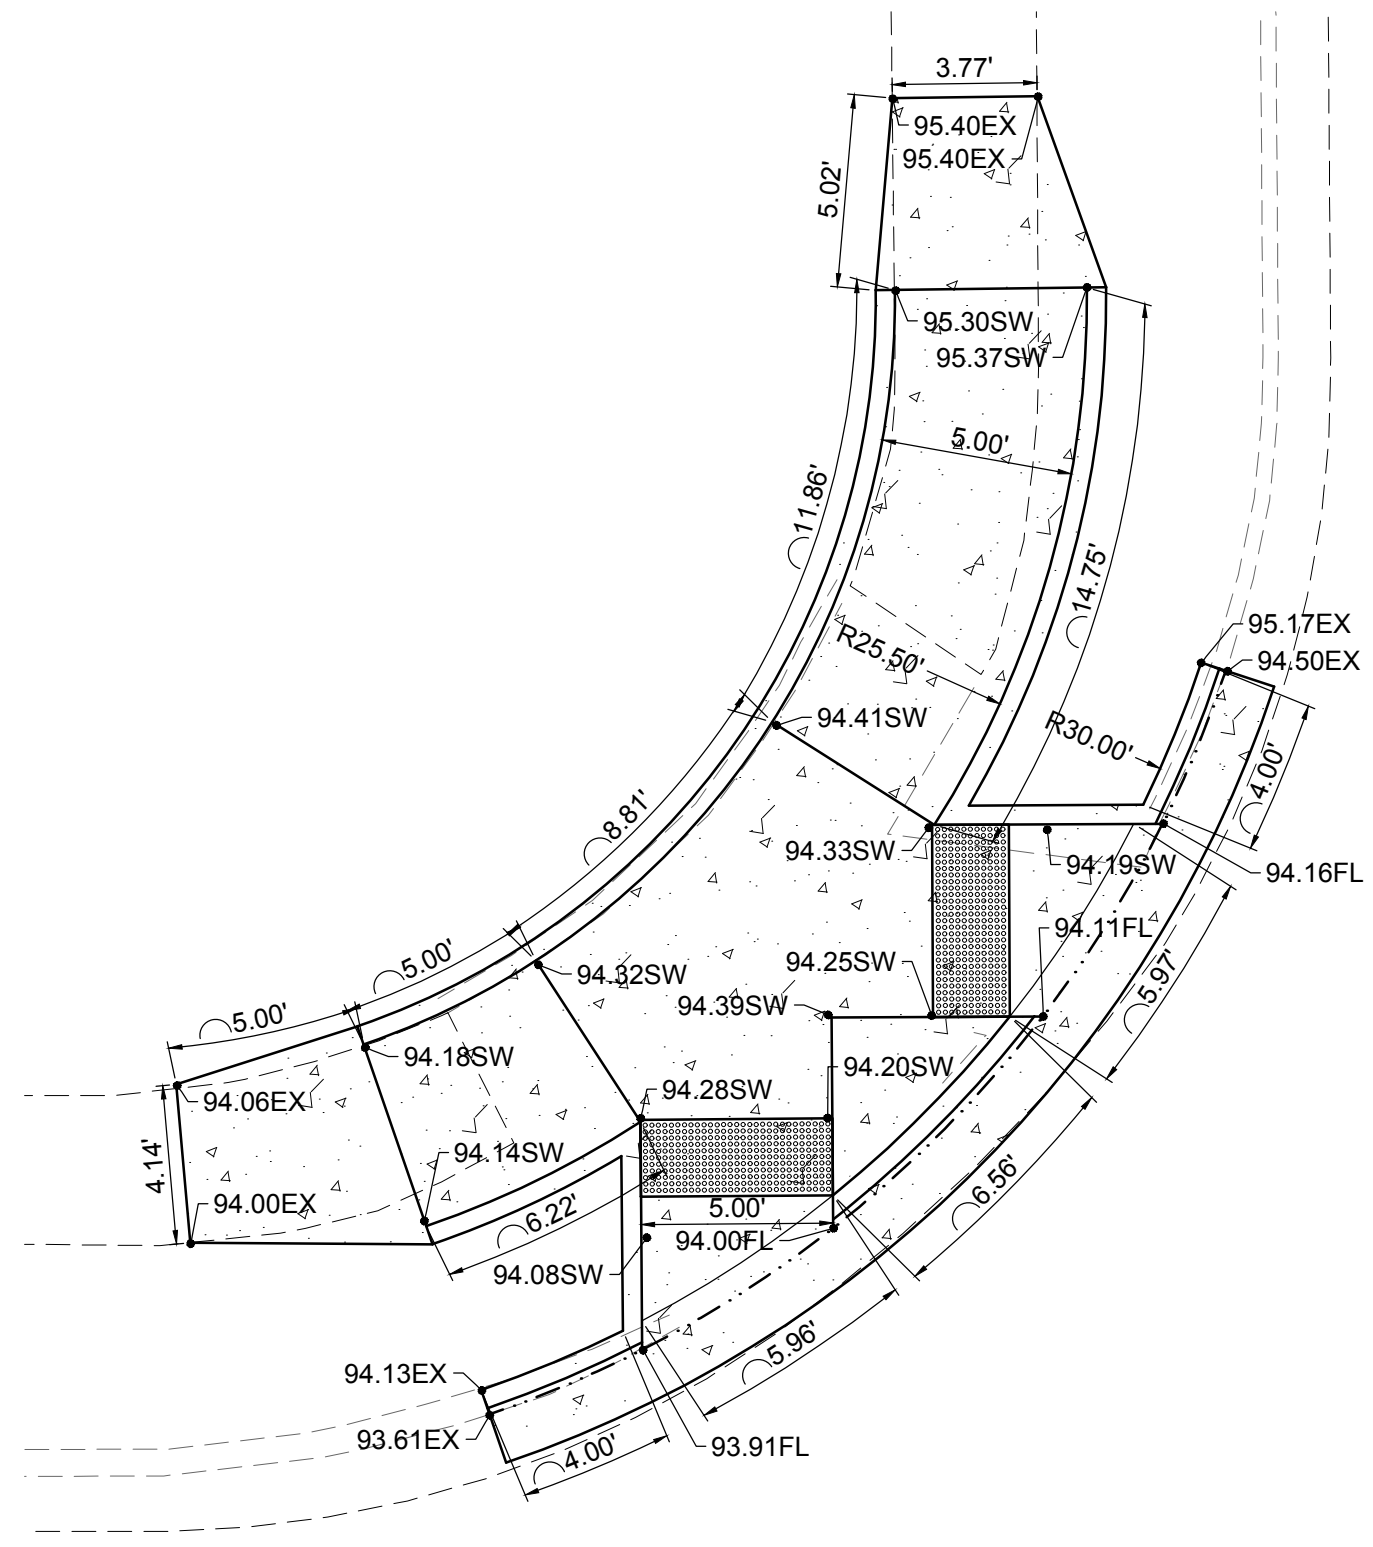 3.77'
95.40EX
95.40EX
5.02'
95.30SW
95.37SW
5.00'
11.86'
14.75'
R25.50'
95.17EX
94.50EX
94.41SW
R30.00'
4.00'
8.81'
94.33SW
94.19SW
94.16FL
94.11FL
5.00'
94.32SW
94.25SW
5.97'
94.39SW
5.00'
94.18SW
94.20SW
94.28SW
94.06EX
4.14'
94.14SW
94.00EX
6.22'
5.00'
6.56'
94.00FL
94.08SW
5.96'
94.13EX
93.61EX
4.00'
93.91FL